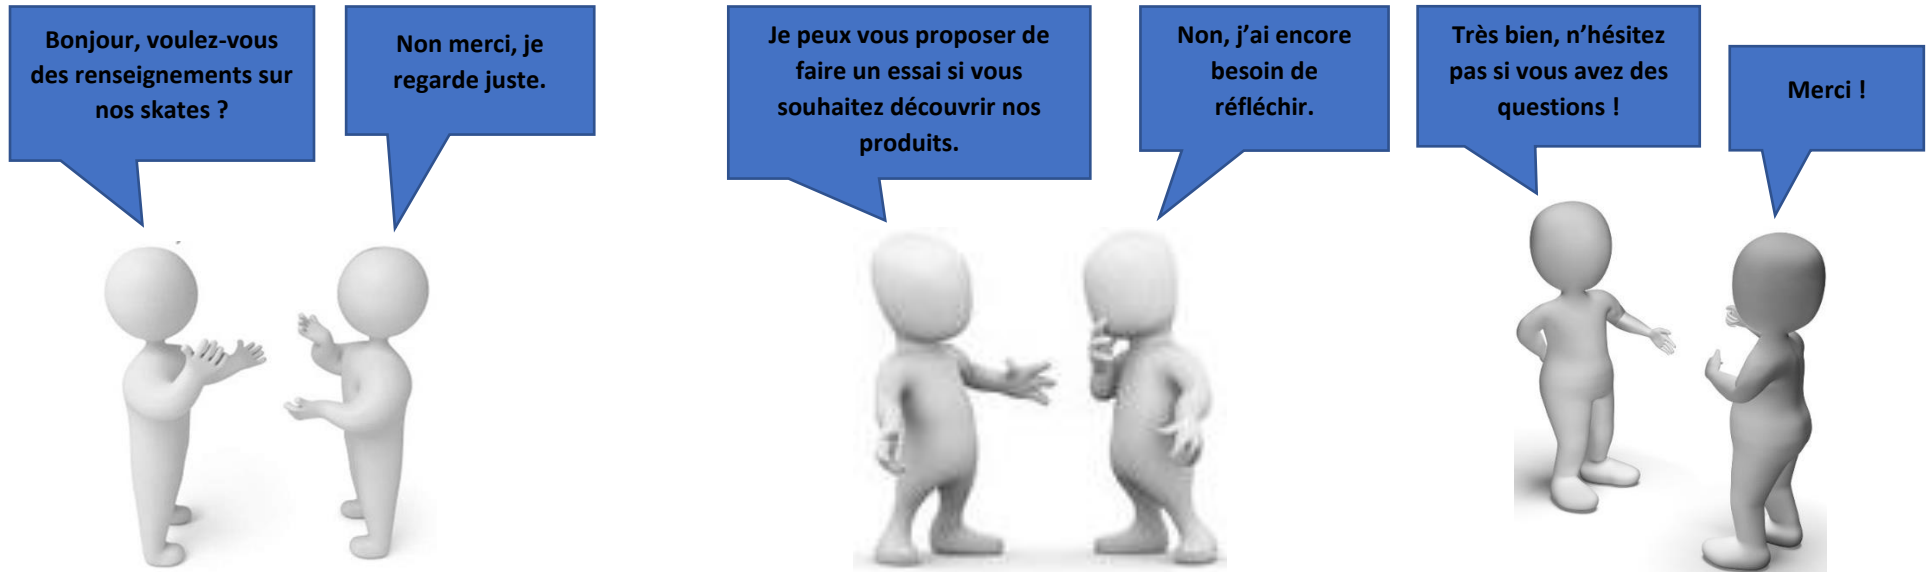 Bonjour, voulez-vous
des renseignements sur
nos skates ?
Non merci, je
regarde juste.
Je peux vous proposer de
faire un essai si vous
souhaitez découvrir nos
produits.
Non, j’ai encore
besoin de
réfléchir.
Très bien, n’hésitez
pas si vous avez des
questions !
Merci !